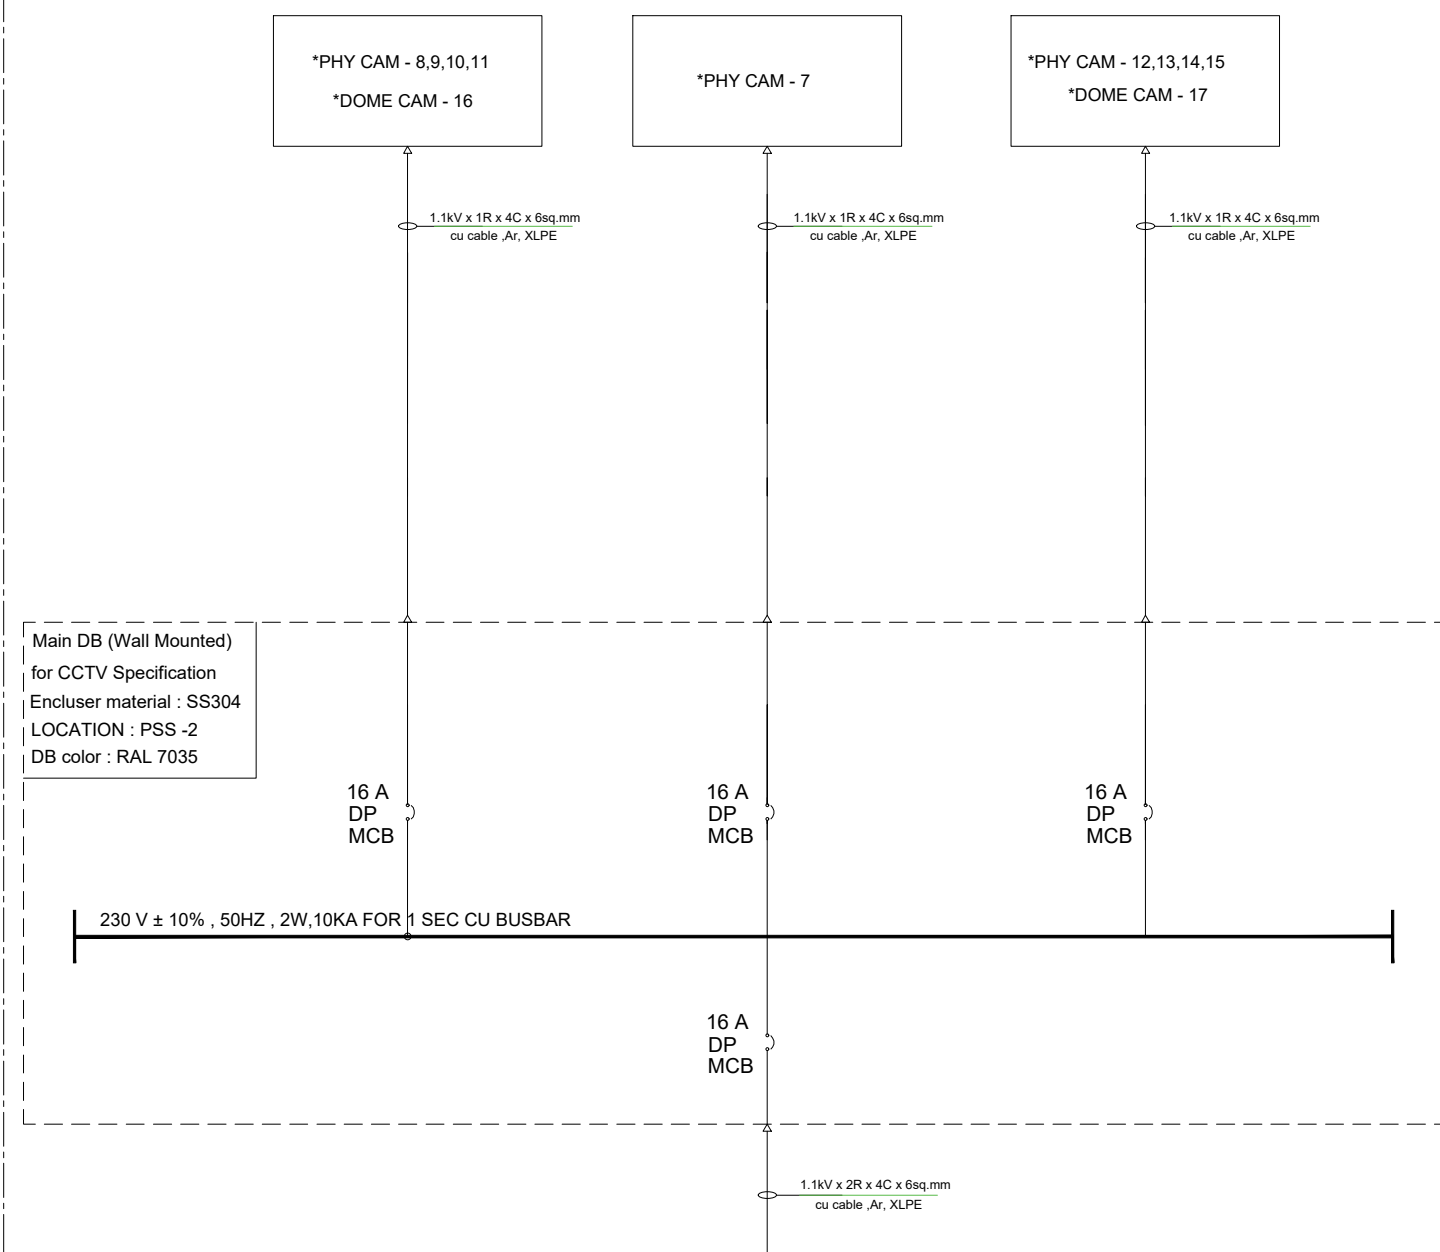 *PHY CAM - 8,9,10,11
*DOME CAM - 16
*PHY CAM - 7
*PHY CAM - 12,13,14,15
*DOME CAM - 17
1.1kV x 1R x 4C x 6sq.mm
cu cable ,Ar, XLPE
1.1kV x 1R x 4C x 6sq.mm
cu cable ,Ar, XLPE
1.1kV x 1R x 4C x 6sq.mm
cu cable ,Ar, XLPE
Main DB (Wall Mounted)
for CCTV Specification
Encluser material : SS304
LOCATION : PSS -2
DB color : RAL 7035
16 A
DP
MCB
16 A
DP
MCB
16 A
DP
MCB
230 V ± 10% , 50HZ , 2W,10KA FOR 1 SEC CU BUSBAR
16 A
DP
MCB
1.1kV x 2R x 4C x 6sq.mm
cu cable ,Ar, XLPE